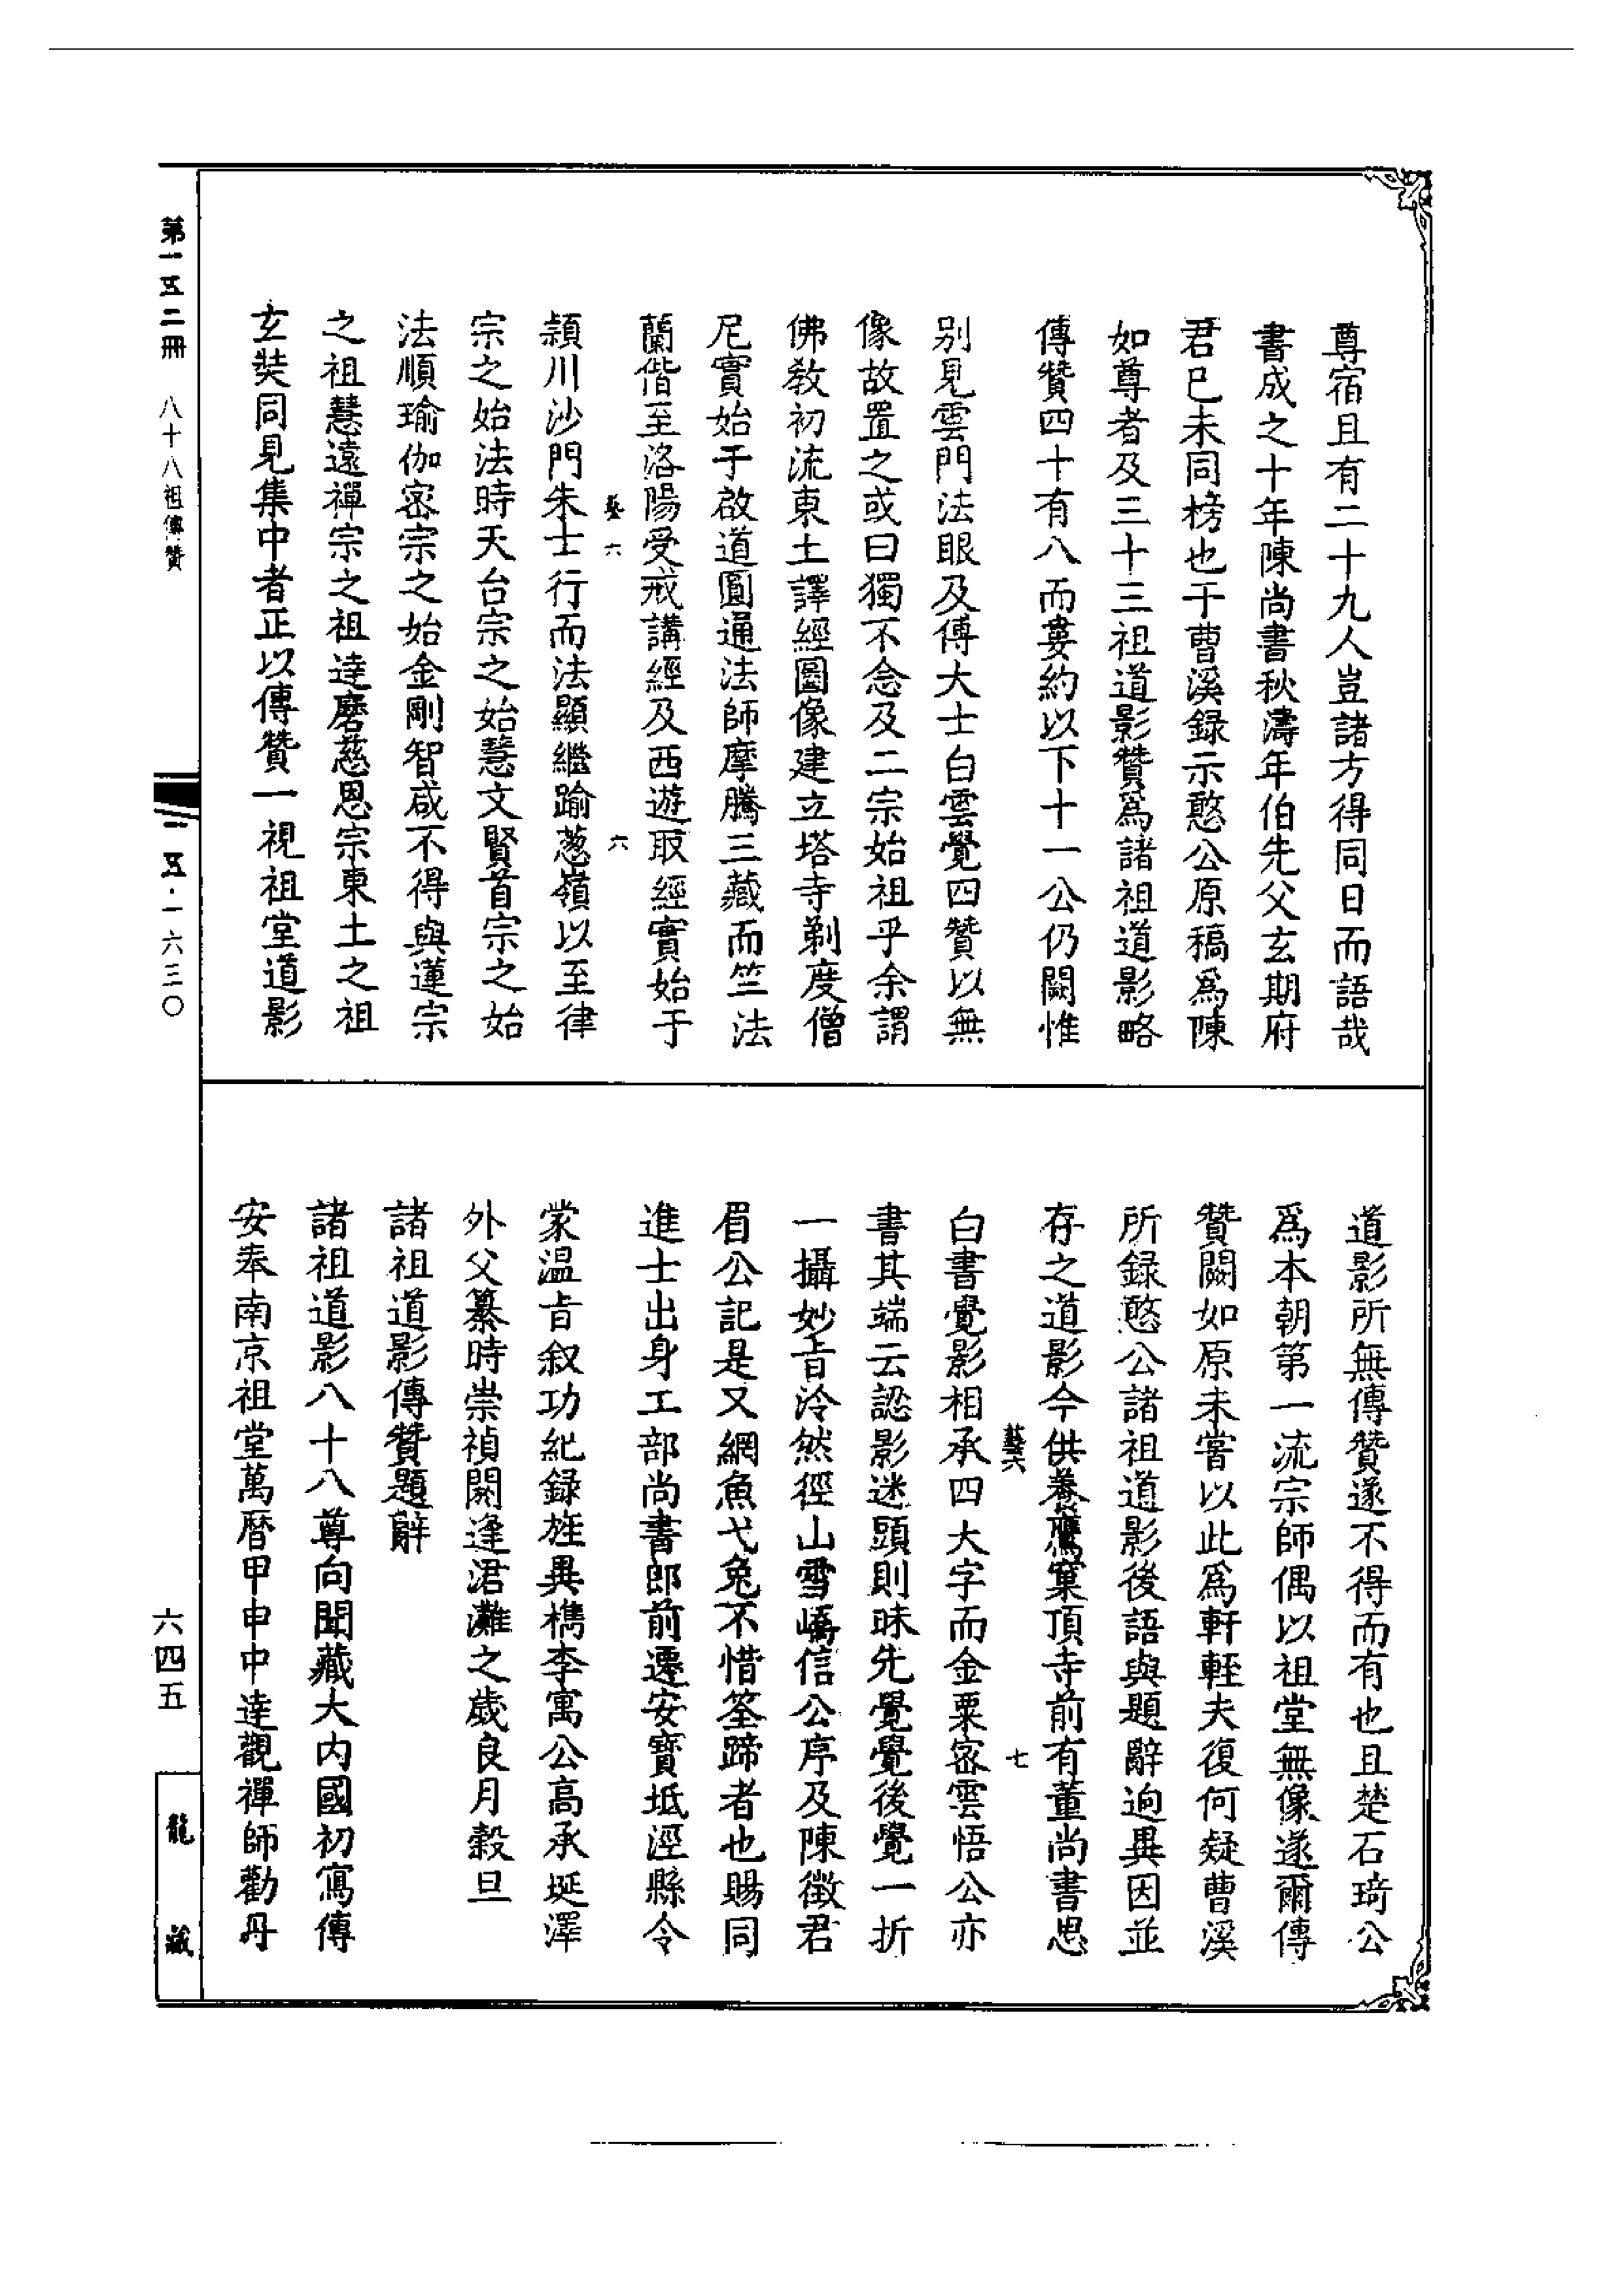 尊宿且有二十九人豈諸方得同日而語哉
書成之十年陳尚書秋濤年伯先父玄期府
君已未同榜也于曹溪録示憨公原稿爲陳
如尊者及三十三祖道影贊爲諸祖道影略
傳贊四十有八而婁約以下十一公仍闕惟
别見雲門法眼及傅大士白雲覺四贊以無
像故置之或曰獨不念及二宗始祖乎余謂
佛教初流東土譯經圖像建立塔寺剃度僧
尼實始于啟道圓通法師摩騰三藏而竺法
蘭偕至洛陽受戒講經及西遊取經實始于
六
六
頴川沙門朱士行而法顯繼踰葱嶺以至律
宗之始法時天台宗之始慧文賢首宗之始
法順瑜伽密宗之始金剛智咸不得與蓮宗
之祖慧遠禪宗之祖達磨慈恩宗東土之祖
玄奘同見集中者正以傳贊一視祖堂道影
道影所無傳贊遂不得而有也且楚石琦公
爲本朝第一流宗師偶以祖堂無像遂爾傳
贊闕如原未嘗以此爲軒輊夫復何疑曹溪
所録憨公諸祖道影後語與題辭逈異因並
存之道影今供養鷹窠頂寺前有董尚書思
六
七
白書覺影相承四大字而金粟密雲悟公亦
書其端云認影迷頭則昧先覺覺後覺一折
一攝妙旨泠然徑山雪嶠信公序及陳徵君
眉公記是又網魚弋兔不惜筌蹄者也賜同
進士出身工部尚書郎前遷安寶坻涇縣令
蒙温旨叙功紀録旌異檇李寓公高承埏澤
外父纂時崇禎閼逢涒灘之歲良月穀旦
諸祖道影傳贊題辭
諸祖道影八十八尊向聞藏大内國初寫傳
安奉南京祖堂萬曆甲申中達觀禪師勸丹
第一五二冊
八十八祖傳贊
一五·一六三〇
六四五
龍藏